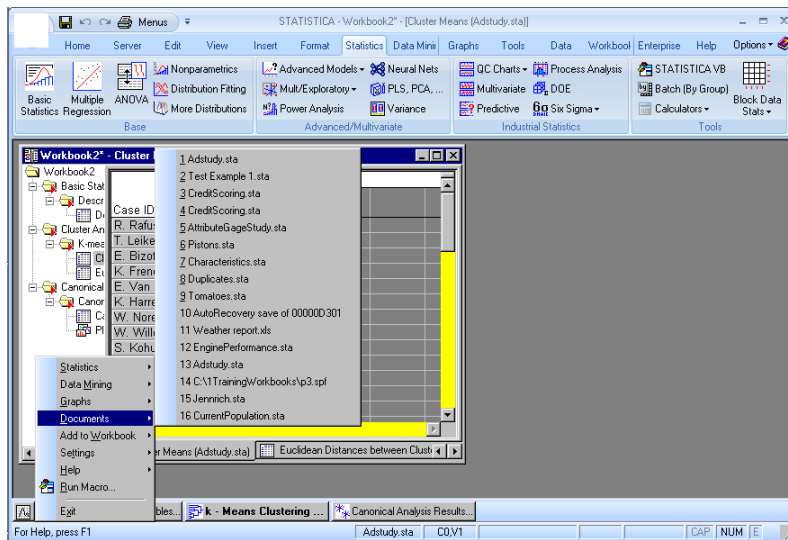 Menus
STATISTICA - Workbook2* - [Cluster Means (Adstudy.sta)]
Home Server Edit View Insert Format Statistics Data Mini Graphs Tools Data Workbool Enterprise Help Options
Basic Statistics
Multiple Regression
ANOVA
Nonparametrics
Distribution Fitting
More Distributions
Base
Advanced Models
Mult/Exploratory
Power Analysis
Neural Nets
PLS, PCA, ...
Variance
Advanced/Multivariate
QC Charts
Multivariate
Predictive
Process Analysis
DOE
Six Sigma
Industrial Statistics
STATISTICA VB
Batch (By Group)
Calculators
Block Data Stats
Tools
Workbook2* - Cluster
Workbook2
Basic Stat
Descr
De
Cluster An
K-mea
Cl
Eu
Canonical
Canor
Ca
Pl
Case ID
R. Rafu
T. Leike
E. Bizot
K. Fren
E. Van
K. Harre
W. Nore
W. Will
S. Kohu
1 Adstudy.sta
2 Test Example 1.sta
3 CreditScoring.sta
4 CreditScoring.sta
5 AttributeGageStudy.sta
6 Pistons.sta
7 Characteristics.sta
8 Duplicates.sta
9 Tomatoes.sta
10 AutoRecovery save of 00000D301
11 Weather report.xls
12 EnginePerformance.sta
13 Adstudy.sta
14 C:\1TrainingWorkbooks\p3.spf
15 Jennrich.sta
16 CurrentPopulation.sta
Statistics
Data Mining
Graphs
Documents
Add to Workbook
Settings
Help
Run Macro...
Exit
er Means (Adstudy.sta) Euclidean Distances between Clust
bles... k - Means Clustering ... Canonical Analysis Results...
For Help, press F1 Adstudy.sta C0,V1 CAP NUM E